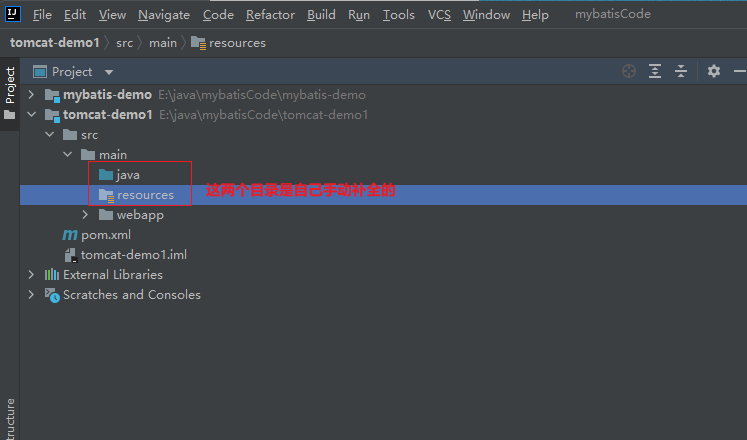 File Edit View Navigate Code Refactor Build Run Tools VCS Window Help mybatisCode
tomcat-demo1 src main resources
Project
Project
mybatis-demo E:\java\mybatisCode\mybatis-demo
tomcat-demo1 E:\java\mybatisCode\tomcat-demo1
src
main
java
resources 这两个目录是自己手动补全的
webapp
pom.xml
tomcat-demo1.iml
External Libraries
Scratches and Consoles